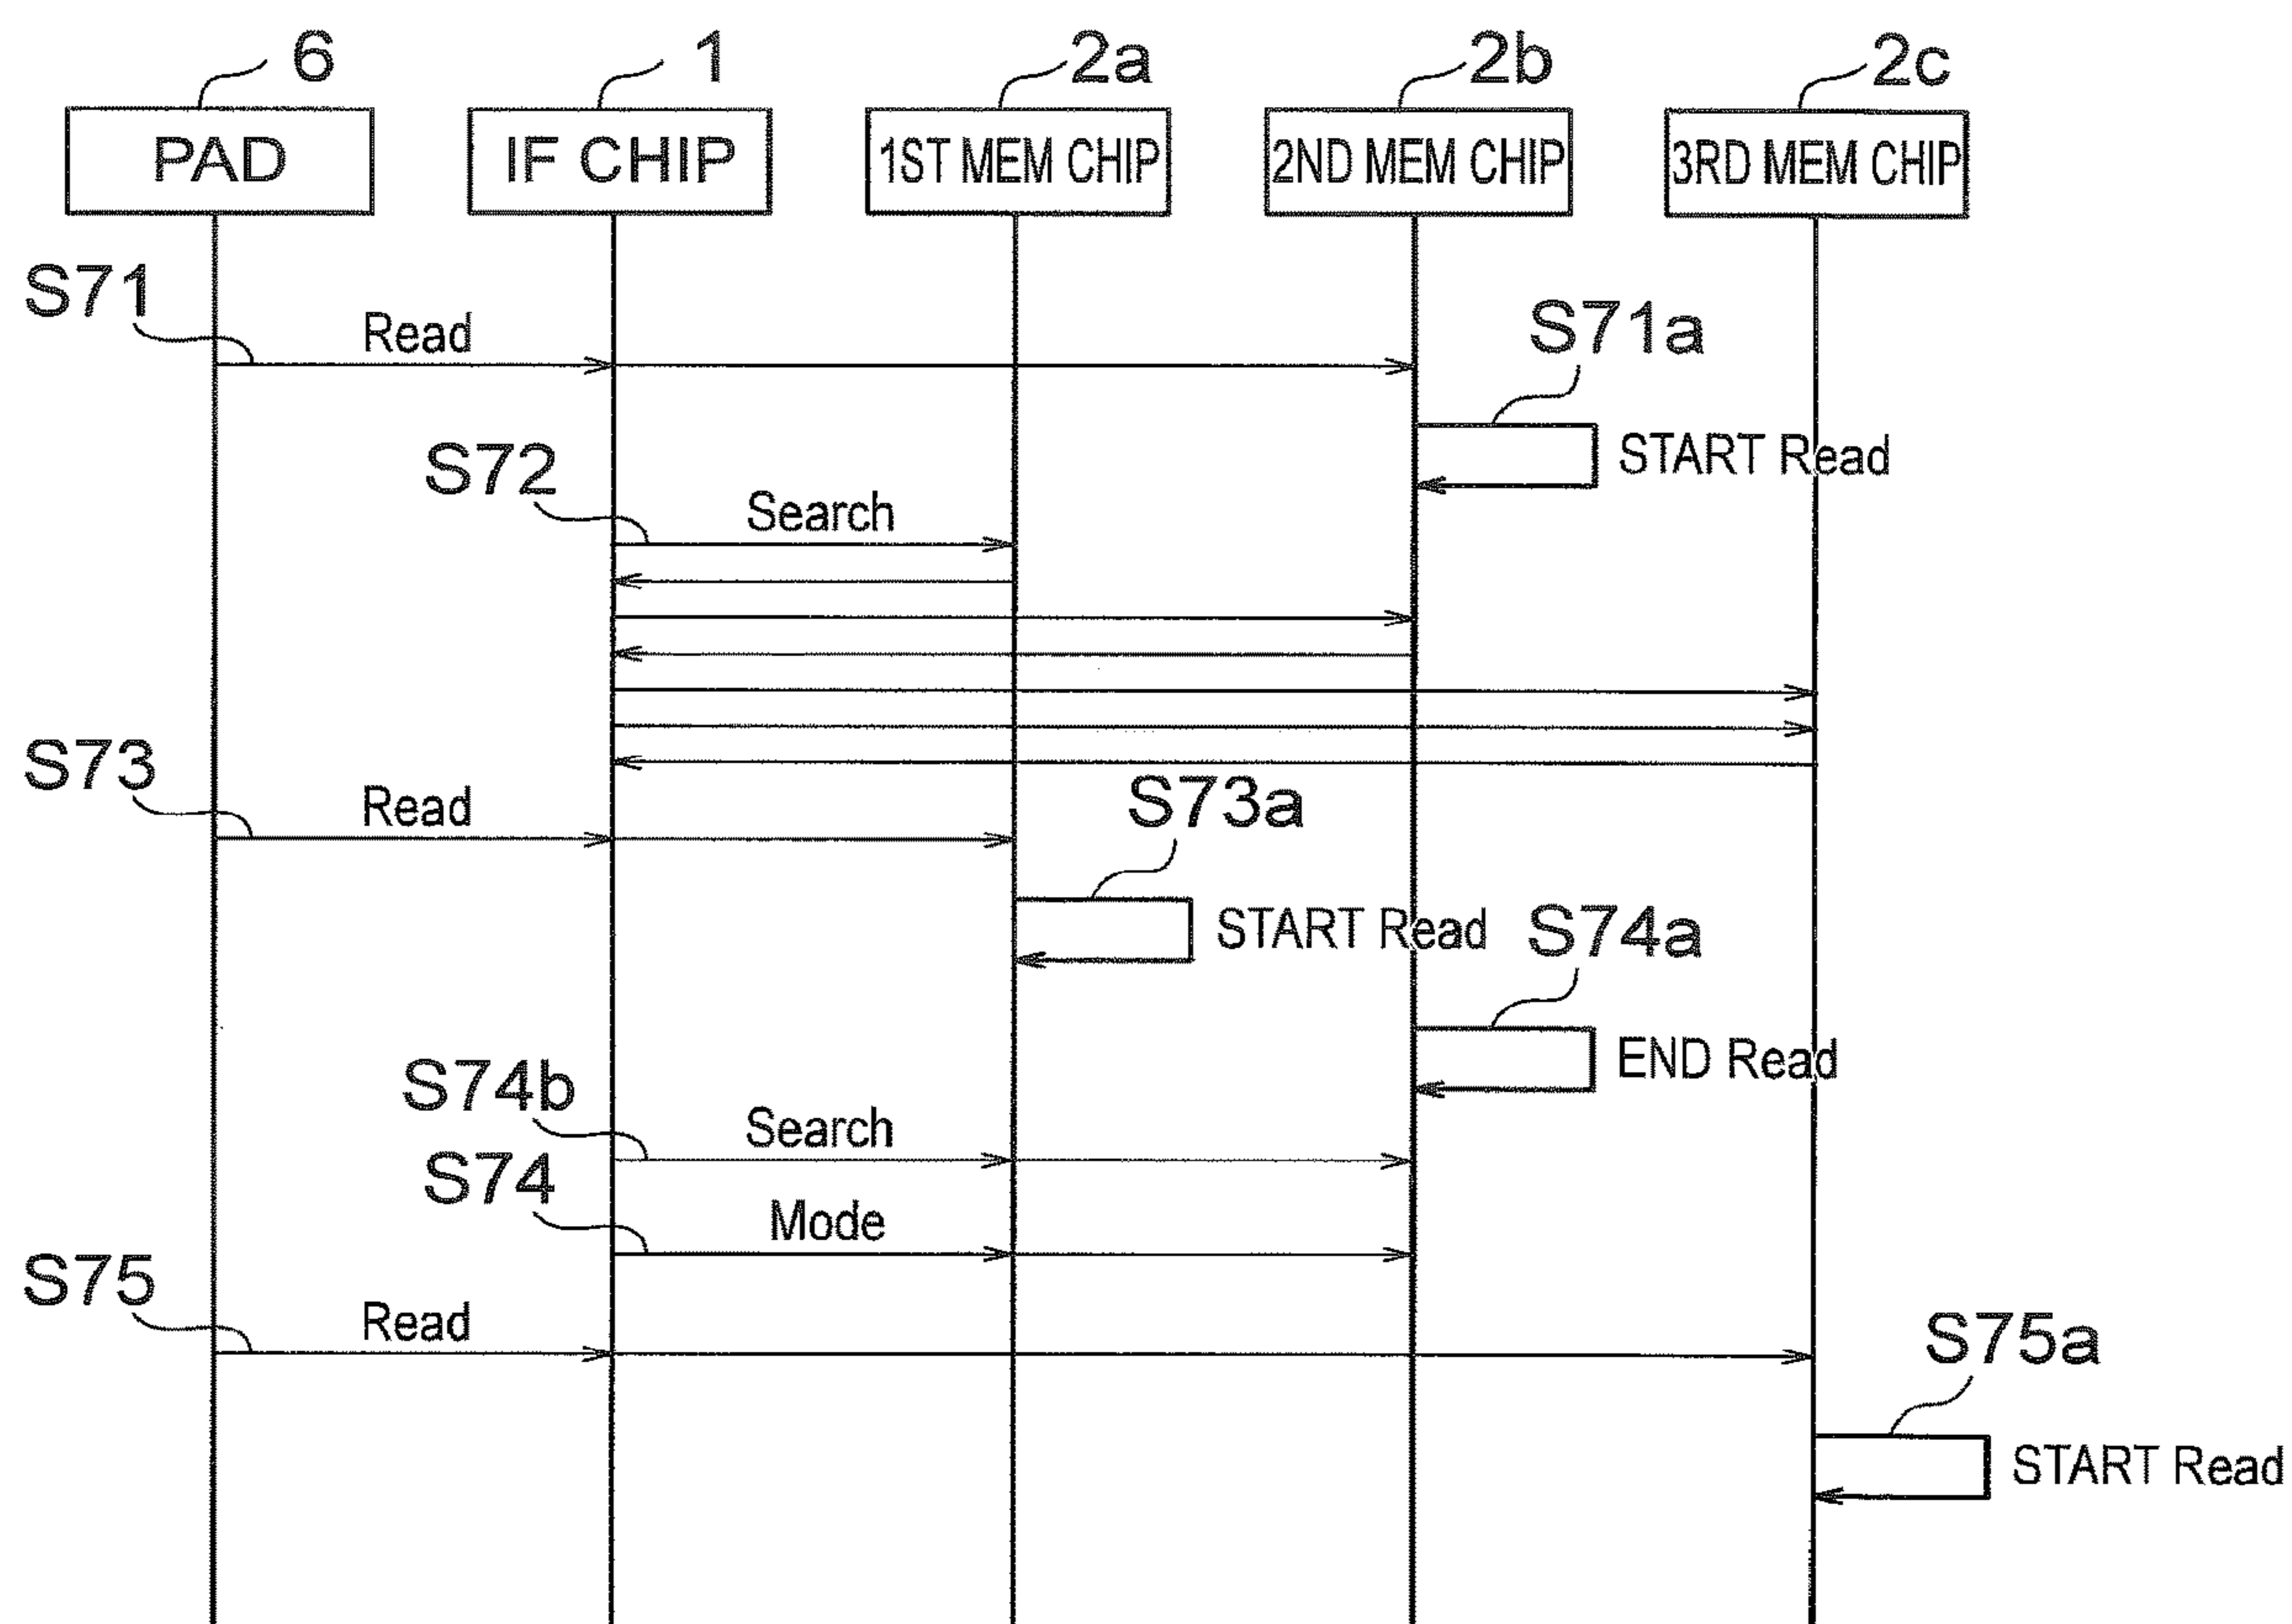 6
1
2a
2b
2c
PAD
IF CHIP
1ST MEM CHIP
2ND MEM CHIP
3RD MEM CHIP
S71
Read
S71a
START Read
S72
Search
S73
Read
S73a
START Read
S74a
END Read
S74b
Search
S74
Mode
S75
Read
S75a
START Read